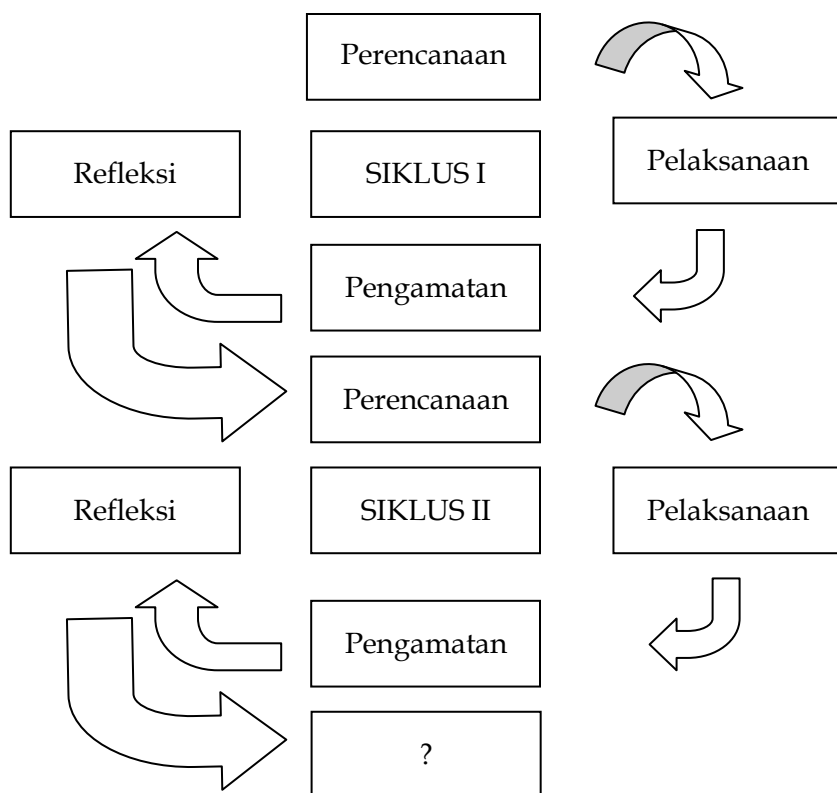 Perencanaan
Refleksi
SIKLUS I
Pelaksanaan
Pengamatan
Perencanaan
Refleksi
SIKLUS II
Pelaksanaan
Pengamatan
?